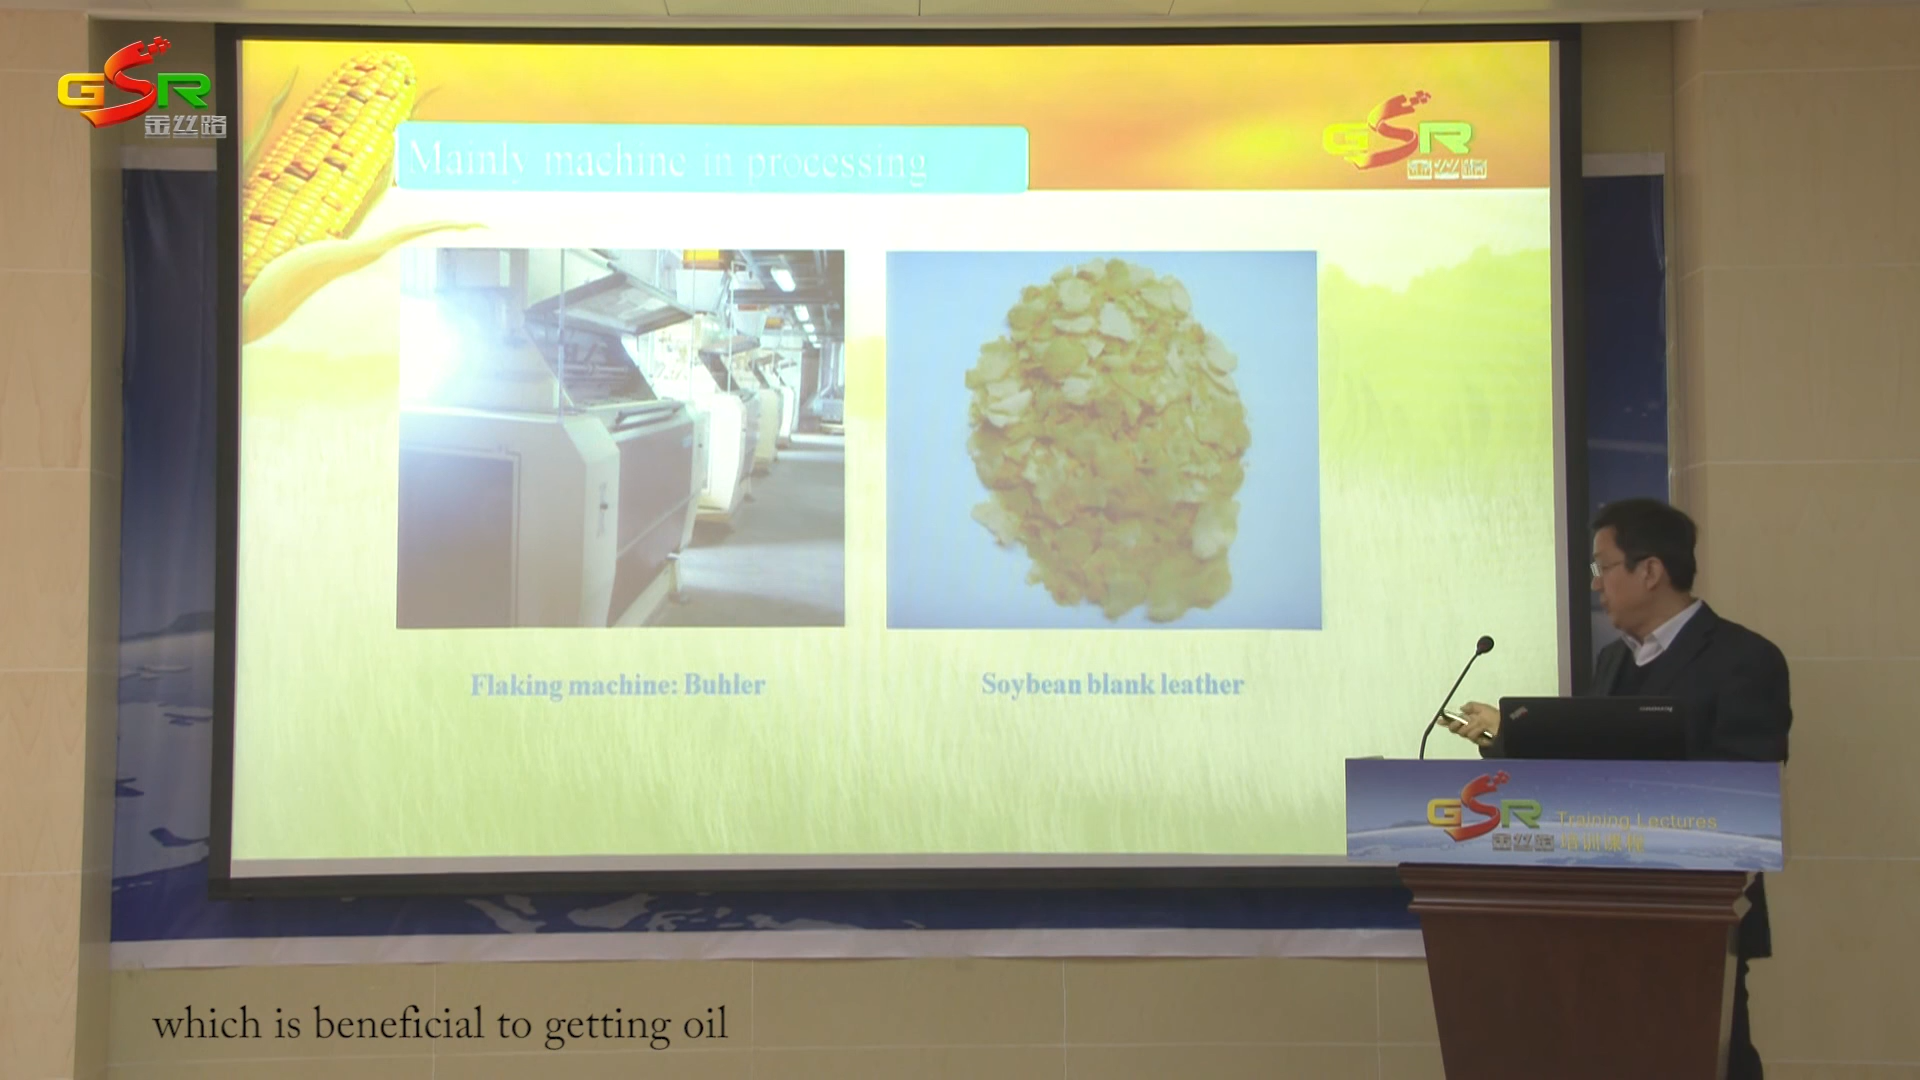 GSR
金丝路
Mainly machine in processing
GSR
金丝路
Flaking machine: Buhler
Soybean blank leather
GSR Training Lectures
金丝路 培训课程
which is beneficial to getting oil